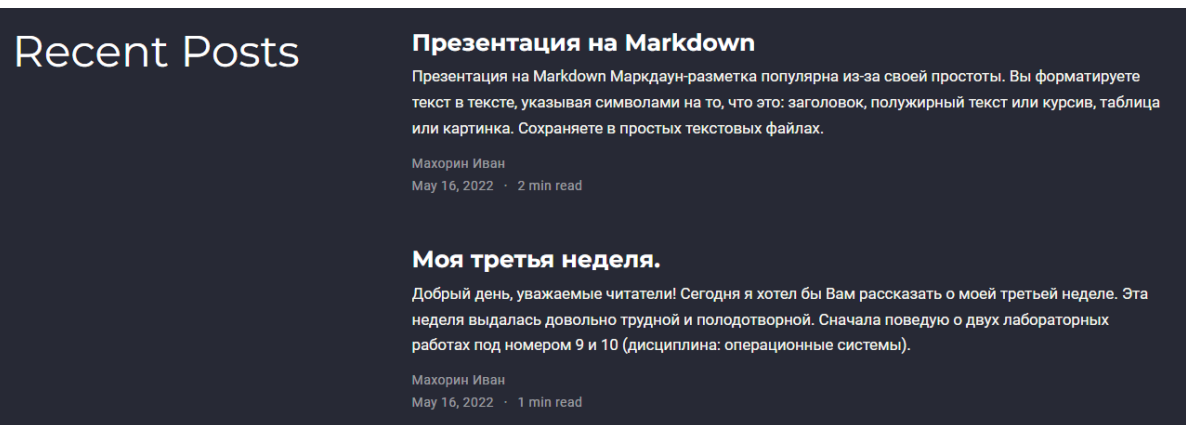 Recent Posts
Презентация на Markdown
Презентация на Markdown Маркдаун-разметка популярна из-за своей простоты. Вы форматируете
текст в тексте, указывая символами на то, что это: заголовок, полужирный текст или курсив, таблица
или картинка. Сохраняете в простых текстовых файлах.
Махорин Иван
May 16, 2022 · 2 min read
Моя третья неделя.
Добрый день, уважаемые читатели! Сегодня я хотел бы Вам рассказать о моей третьей неделе. Эта
неделя выдалась довольно трудной и полодотворной. Сначала поведую о двух лабораторных
работах под номером 9 и 10 (дисциплина: операционные системы).
Махорин Иван
May 16, 2022 · 1 min read